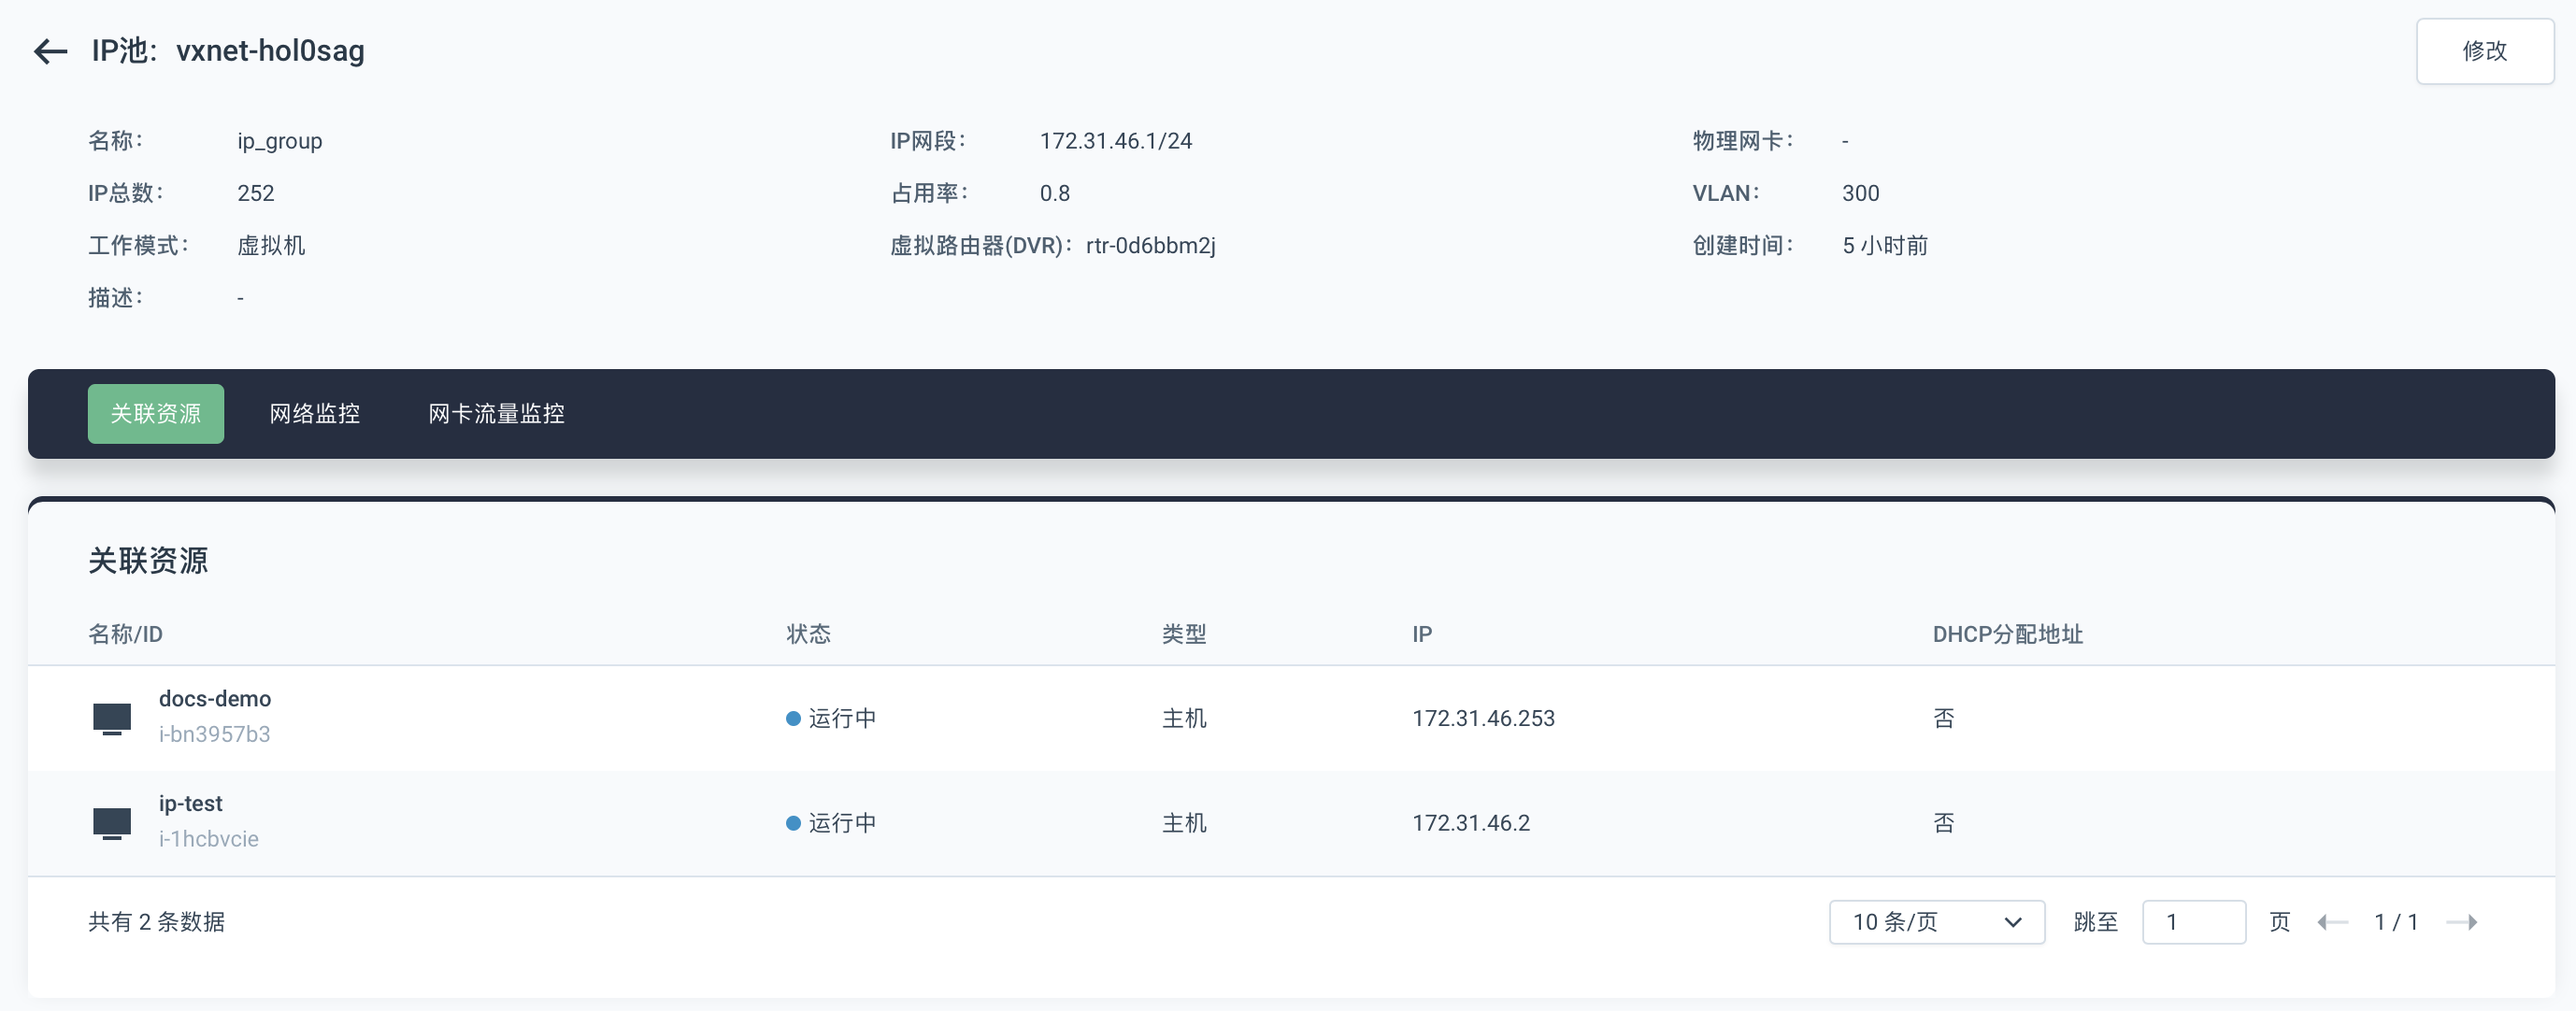 IP池: vxnet-hol0sag
修改
名称： ip_group IP网段： 172.31.46.1/24 物理网卡： -
IP总数： 252 占用率： 0.8 VLAN： 300
工作模式： 虚拟机 虚拟路由器(DVR)： rtr-0d6bbm2j 创建时间： 5 小时前
描述： -
关联资源 网络监控 网卡流量监控
关联资源
名称/ID 状态 类型 IP DHCP分配地址
docs-demo
i-bn3957b3 运行中 主机 172.31.46.253 否
ip-test
i-1hcbvcie 运行中 主机 172.31.46.2 否
共有 2 条数据 10 条/页 跳至 1 页 1 / 1